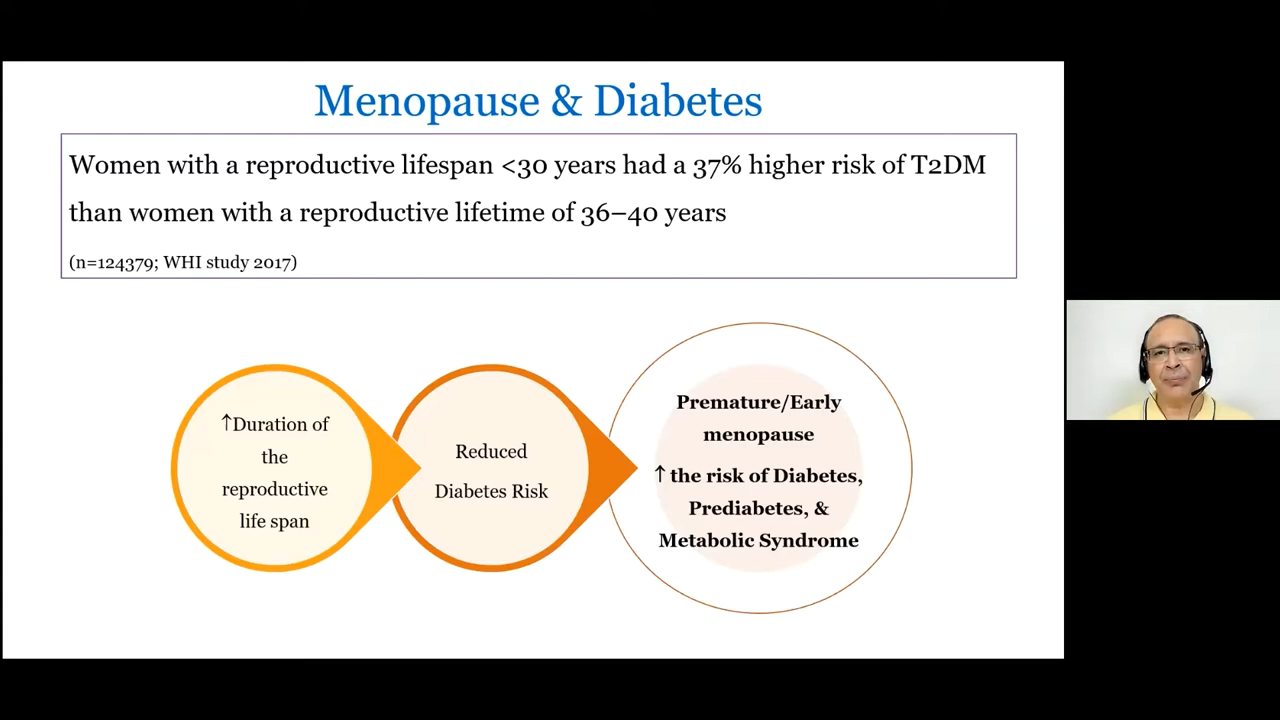 Menopause & Diabetes
Women with a reproductive lifespan <30 years had a 37% higher risk of T2DM
than women with a reproductive lifetime of 36–40 years
(n=124379; WHI study 2017)
↑Duration of
the
reproductive
life span
Reduced
Diabetes Risk
Premature/Early
menopause
↑ the risk of Diabetes,
Prediabetes, &
Metabolic Syndrome